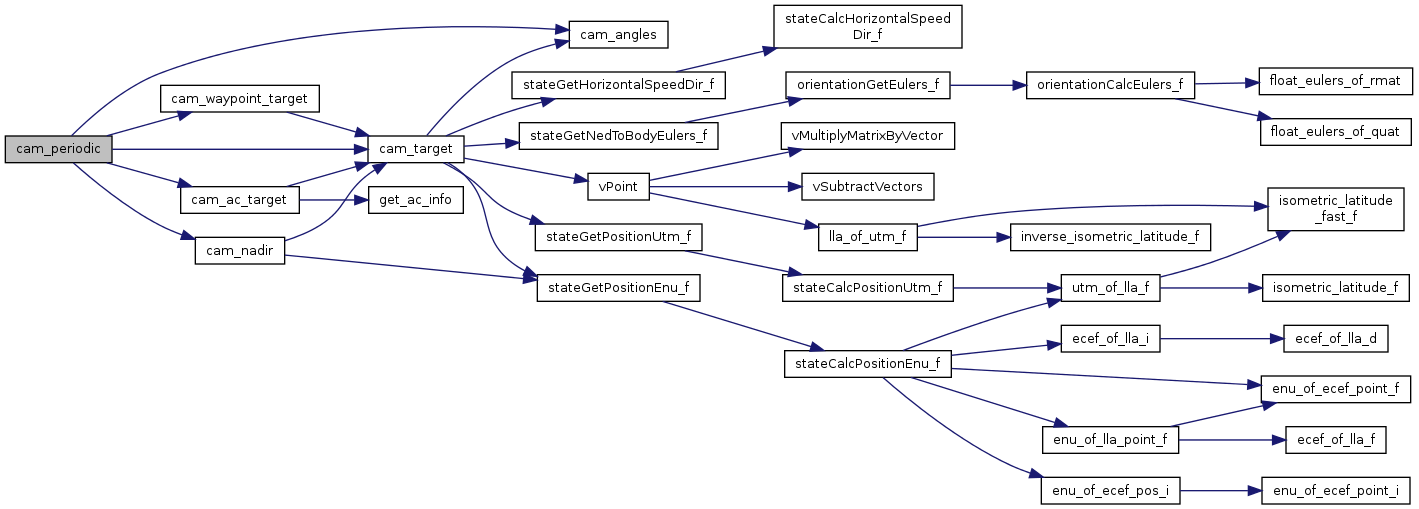 cam_periodic
cam_waypoint_target
cam_ac_target
cam_nadir
cam_target
get_ac_info
cam_angles
stateGetHorizontalSpeedDir_f
stateGetNedToBodyEulers_f
vPoint
stateGetPositionUtm_f
stateGetPositionEnu_f
stateCalcHorizontalSpeed
Dir_f
orientationGetEulers_f
vMultiplyMatrixByVector
vSubtractVectors
lla_of_utm_f
stateCalcPositionUtm_f
stateCalcPositionEnu_f
orientationCalcEulers_f
inverse_isometric_latitude_f
utm_of_lla_f
ecef_of_lla_i
enu_of_lla_point_f
enu_of_ecef_pos_i
float_eulers_of_rmat
float_eulers_of_quat
isometric_latitude
_fast_f
isometric_latitude_f
ecef_of_lla_d
enu_of_ecef_point_f
ecef_of_lla_f
enu_of_ecef_point_i